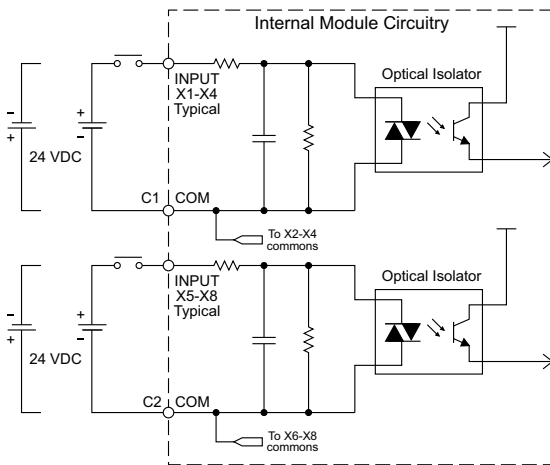 Internal Module Circuitry
INPUT
X1-X4
Typical
Optical Isolator
-
+
+
-
24 VDC
C1
COM
To X2-X4
commons
INPUT
X5-X8
Typical
Optical Isolator
-
+
+
-
24 VDC
C2
COM
To X6-X8
commons